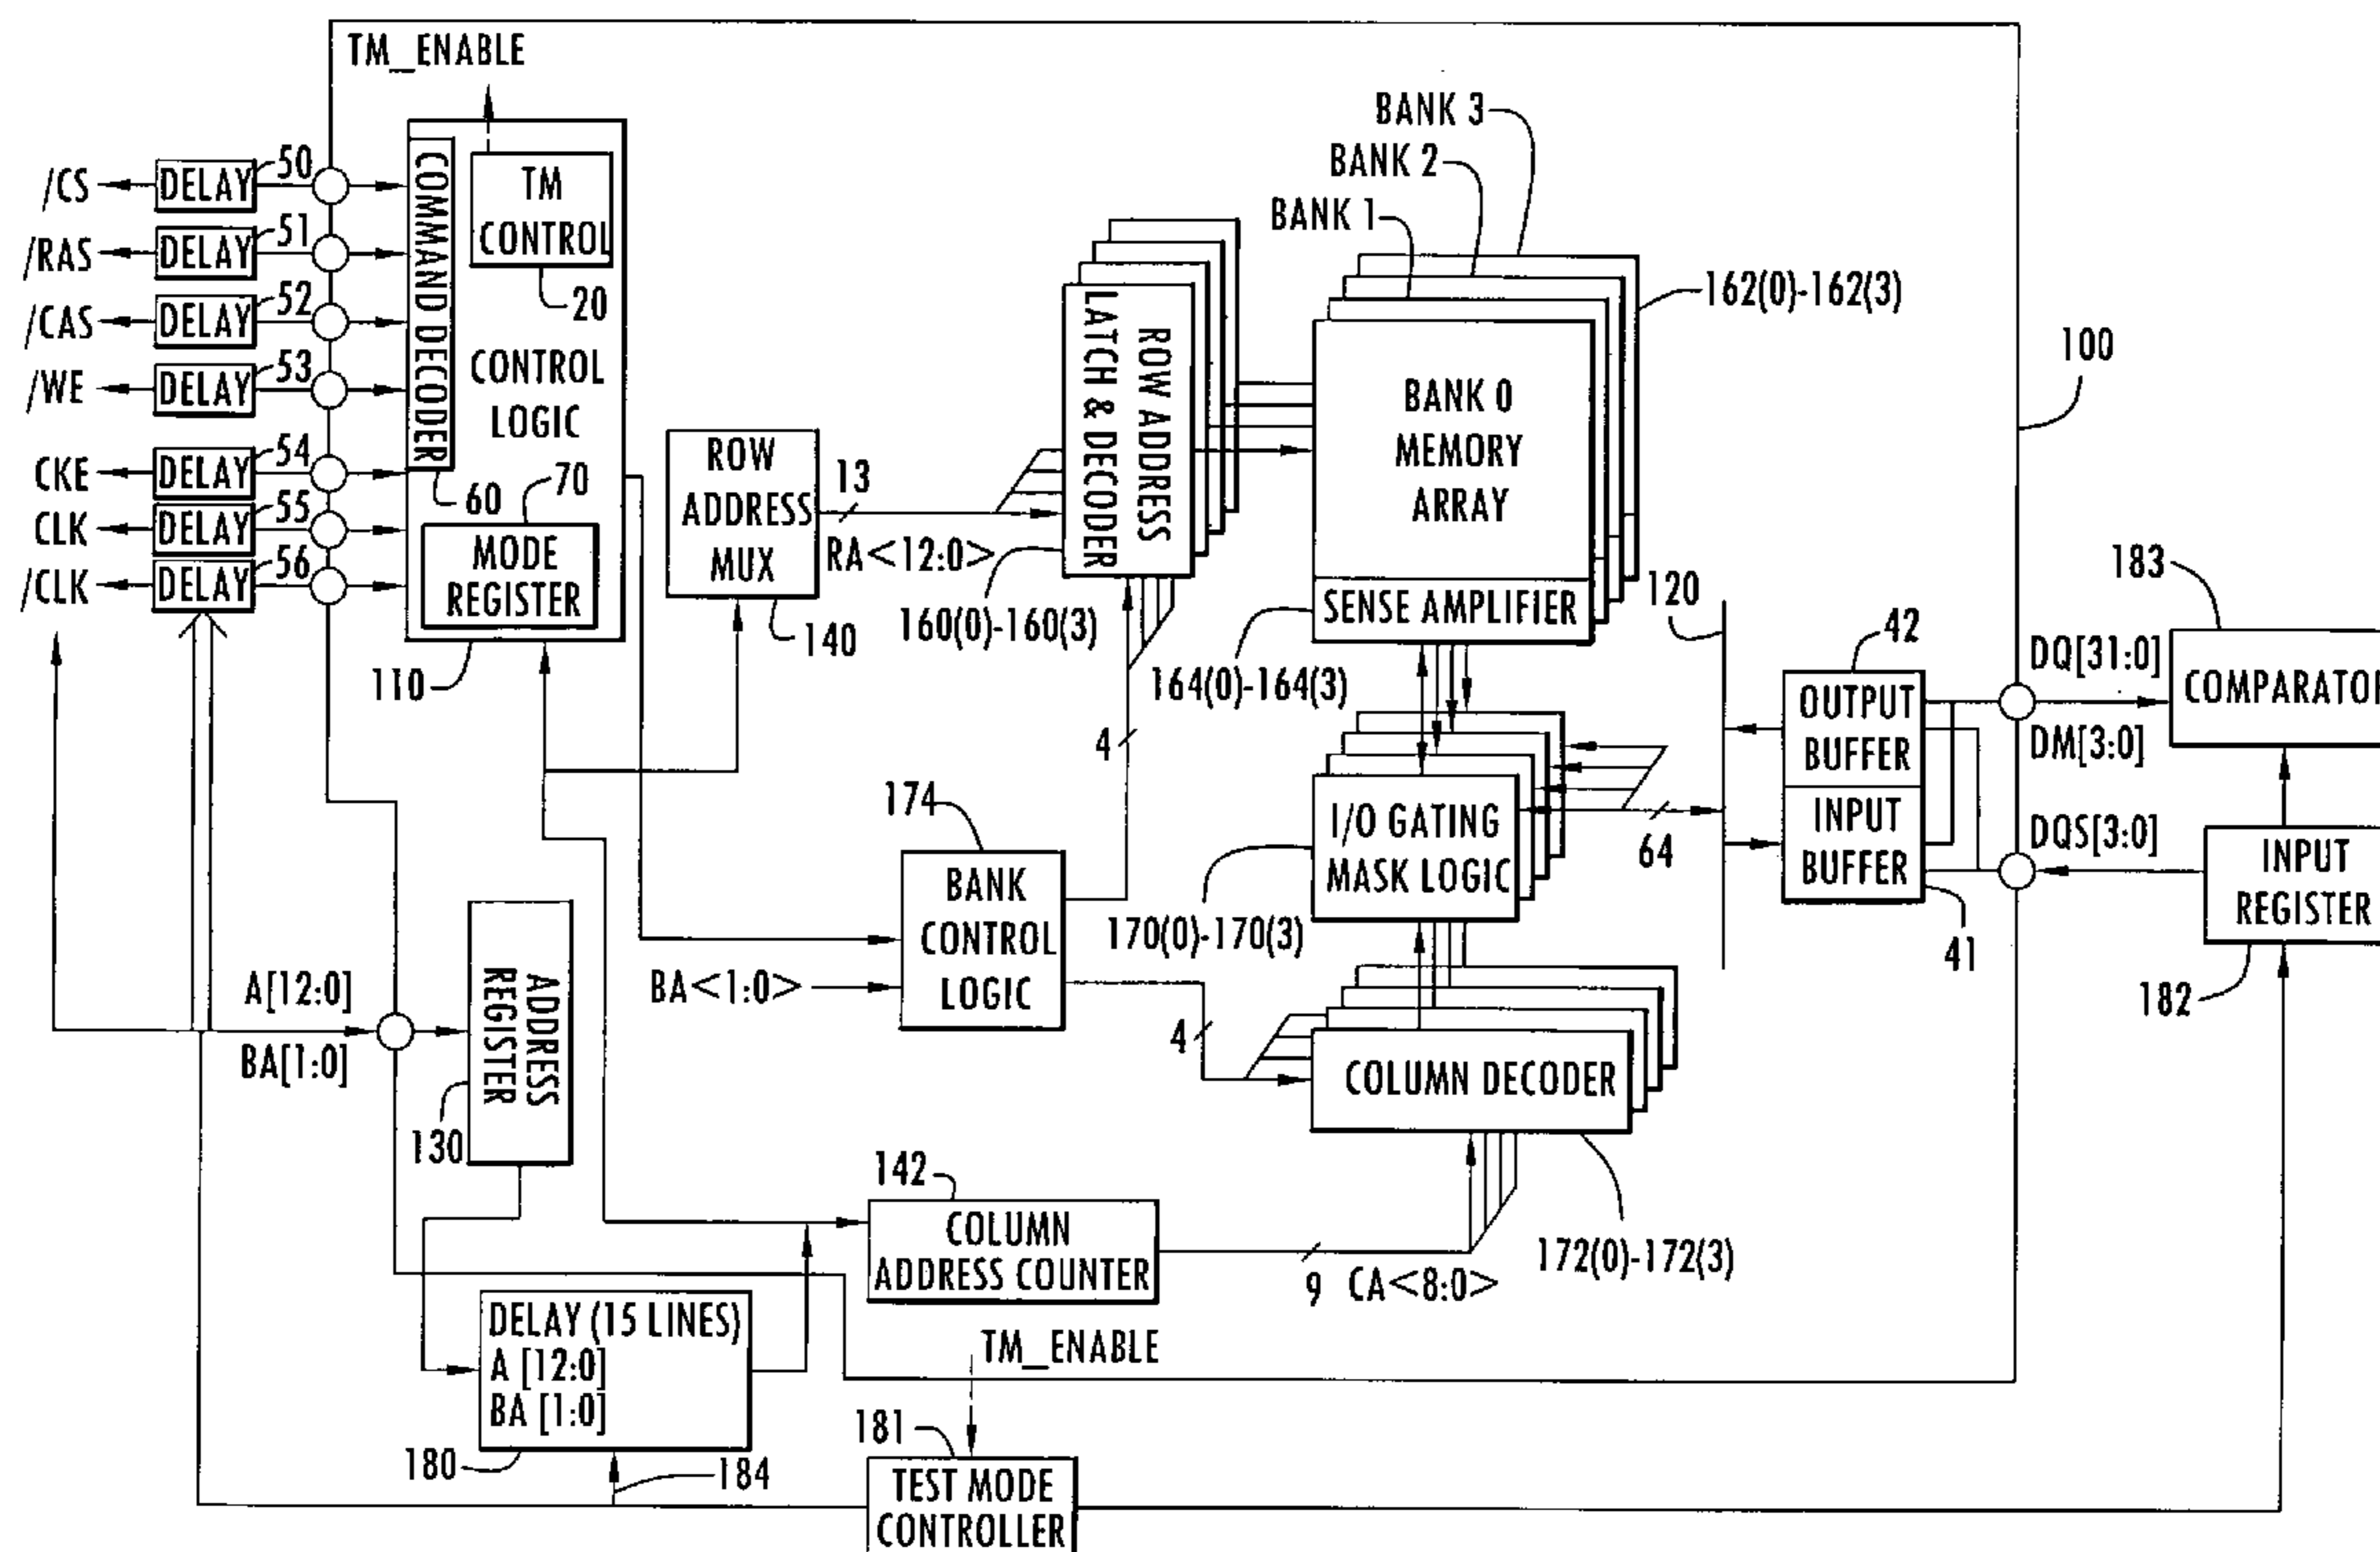 TM_ENABLE
/CS
DELAY
50
/RAS
DELAY
51
/CAS
DELAY
52
/WE
DELAY
53
CKE
DELAY
54
CLK
DELAY
55
/CLK
DELAY
56
COMMAND DECODER
60
TM
CONTROL
20
CONTROL
LOGIC
70
MODE
REGISTER
110
ROW
ADDRESS
MUX
140
13
RA<12:0>
ROW ADDRESS
LATCH & DECODER
160(0)-160(3)
BANK 3
BANK 2
BANK 1
BANK 0
MEMORY
ARRAY
162(0)-162(3)
SENSE AMPLIFIER
164(0)-164(3)
100
120
183
42
OUTPUT
BUFFER
INPUT
BUFFER
41
DQ[31:0]
DM[3:0]
DQS[3:0]
COMPARATOR
INPUT
REGISTER
182
4
174
BANK
CONTROL
LOGIC
BA<1:0>
4
I/O GATING
MASK LOGIC
64
170(0)-170(3)
COLUMN DECODER
172(0)-172(3)
A[12:0]
BA[1:0]
ADDRESS
REGISTER
130
142
COLUMN
ADDRESS COUNTER
9
CA<8:0>
DELAY (15 LINES)
A [12:0]
BA [1:0]
180
184
TM_ENABLE
181
TEST MODE
CONTROLLER